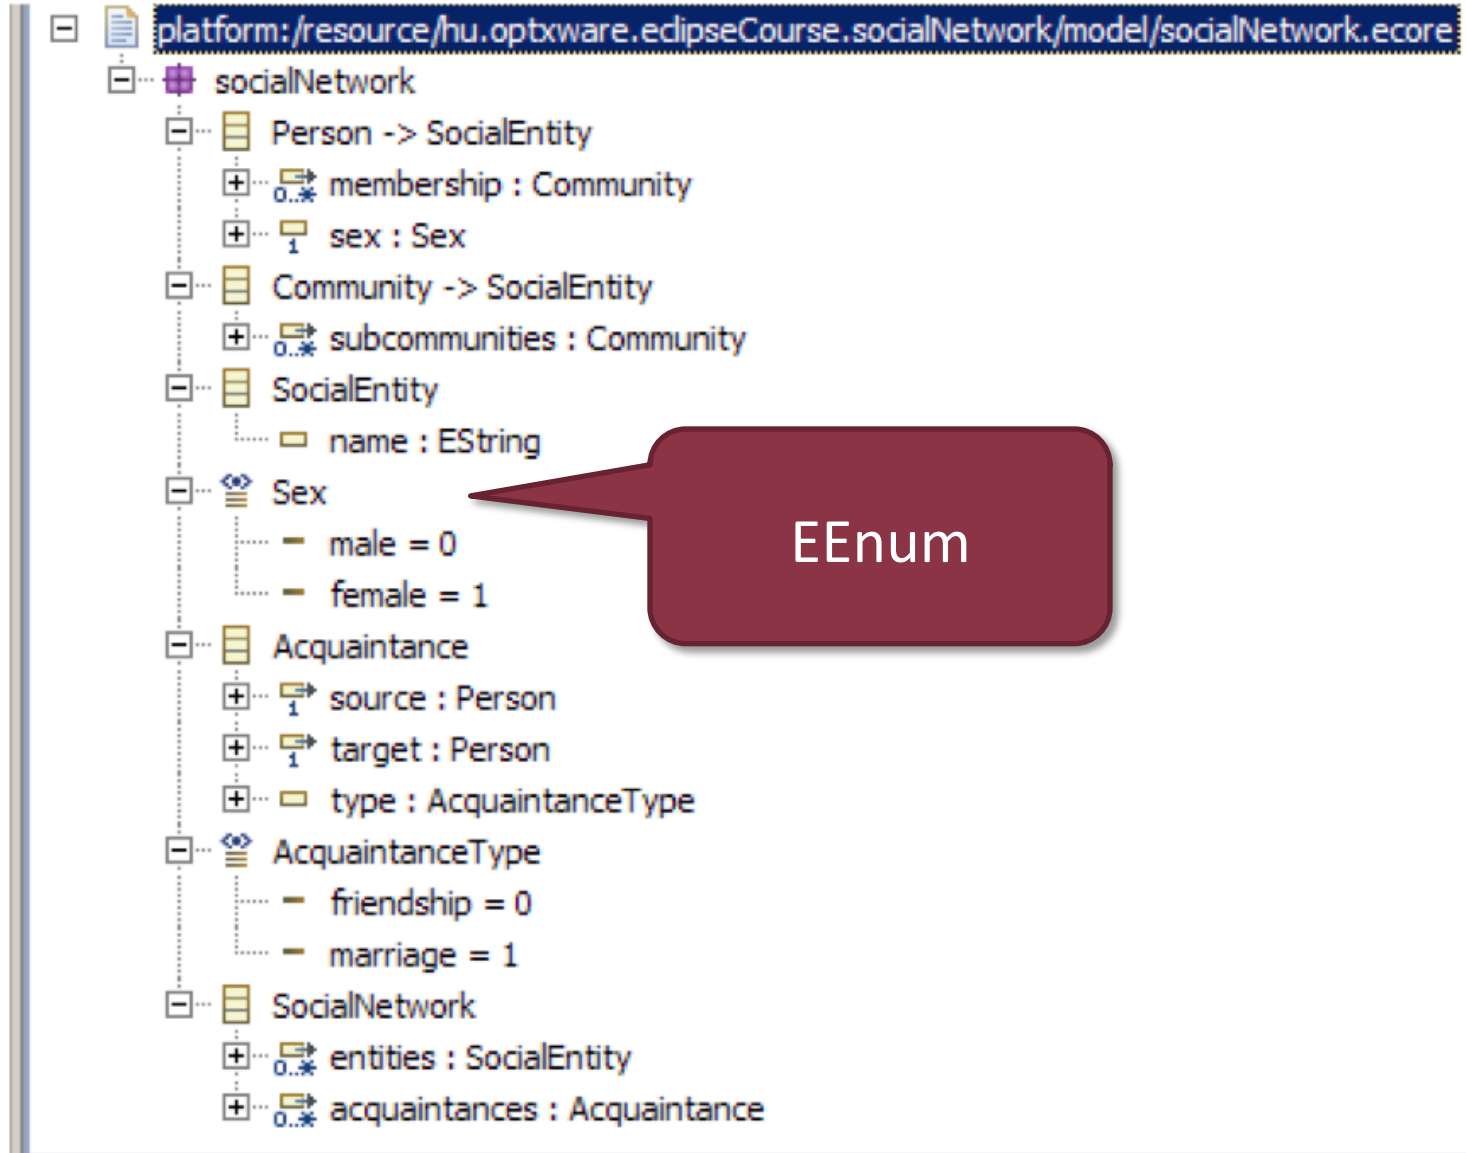 platform:/resource/hu.optxware.eclipseCourse.socialNetwork/model/socialNetwork.ecore
socialNetwork
Person -> SocialEntity
0..* membership : Community
1 sex : Sex
Community -> SocialEntity
0..* subcommunities : Community
SocialEntity
name : EString
Sex
male = 0
female = 1
EEnum
Acquaintance
1 source : Person
1 target : Person
type : AcquaintanceType
AcquaintanceType
friendship = 0
marriage = 1
SocialNetwork
0..* entities : SocialEntity
0..* acquaintances : Acquaintance